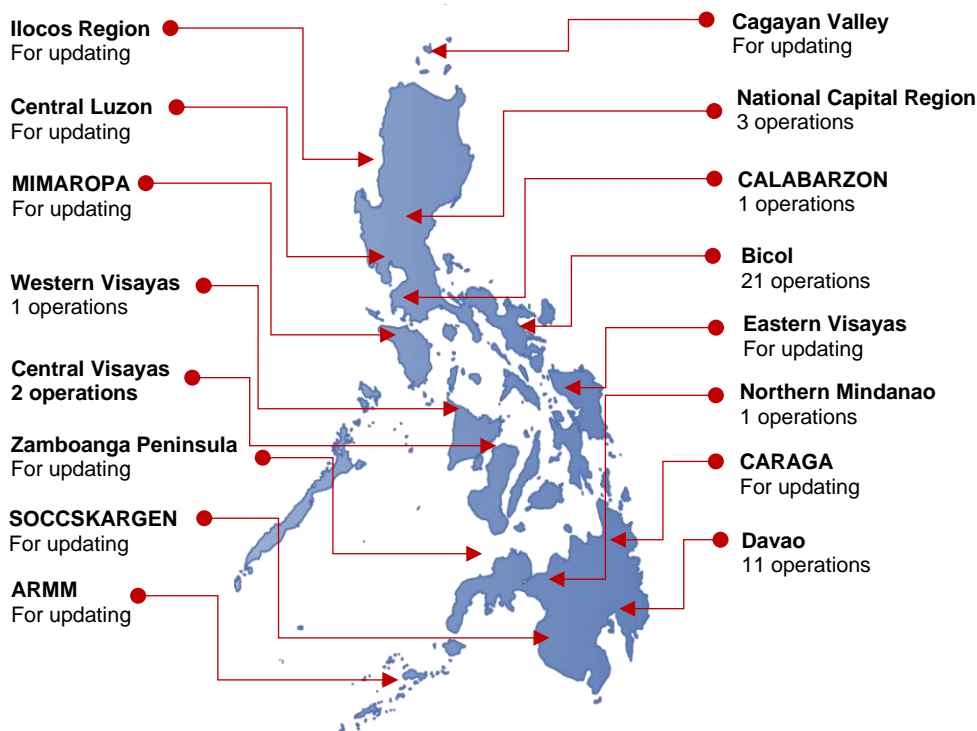 Ilocos Region
For updating
Central Luzon
For updating
MIMAROPA
For updating
Western Visayas
1 operations
Central Visayas
2 operations
Zamboanga Peninsula
For updating
SOCCSKARGEN
For updating
ARMM
For updating
Cagayan Valley
For updating
National Capital Region
3 operations
CALABARZON
1 operations
Bicol
21 operations
Eastern Visayas
For updating
Northern Mindanao
1 operations
CARAGA
For updating
Davao
11 operations